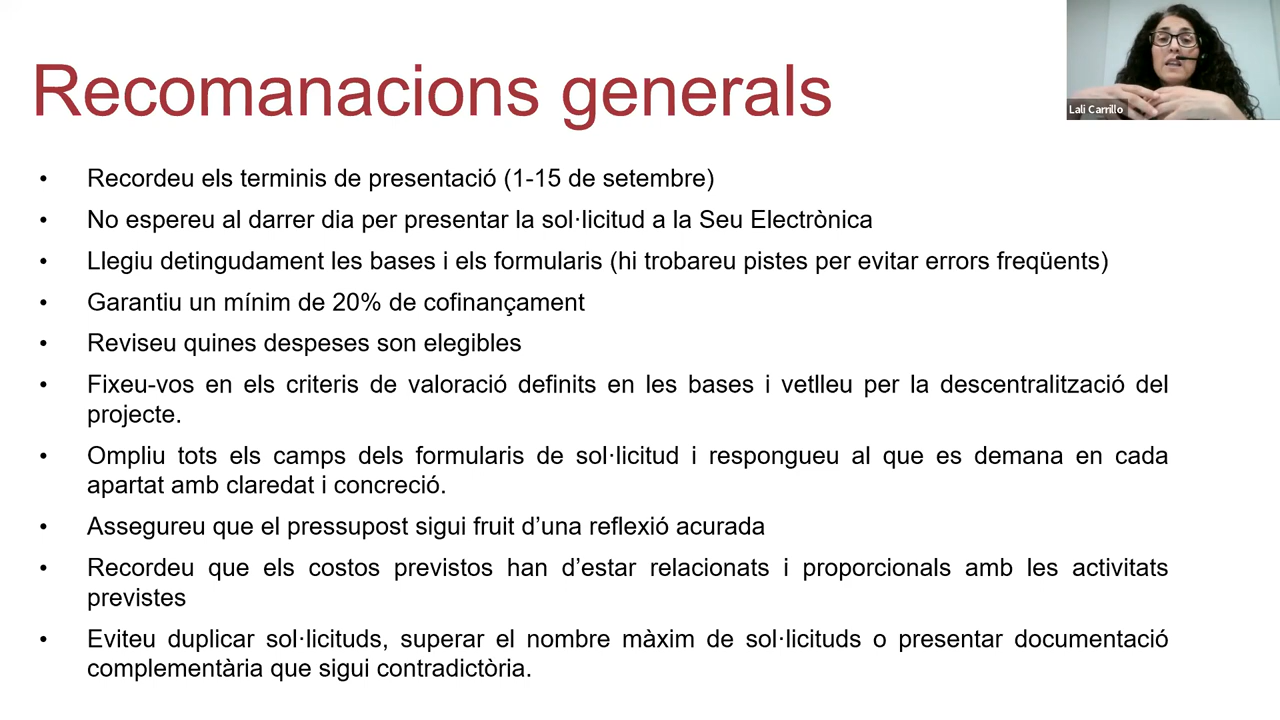 Recomanacions generals
Lali Carrillo
• Recordeu els terminis de presentació (1-15 de setembre)
• No espereu al darrer dia per presentar la sol·licitud a la Seu Electrònica
• Llegiu detingudament les bases i els formularis (hi trobareu pistes per evitar errors freqüents)
• Garantiu un mínim de 20% de cofinançament
• Reviseu quines despeses son elegibles
• Fixeu-vos en els criteris de valoració definits en les bases i vetlleu per la descentralització del
projecte.
• Ompliu tots els camps dels formularis de sol·licitud i respongueu al que es demana en cada
apartat amb claredat i concreció.
• Assegureu que el pressupost sigui fruit d’una reflexió acurada
• Recordeu que els costos previstos han d’estar relacionats i proporcionals amb les activitats
previstes
• Eviteu duplicar sol·licituds, superar el nombre màxim de sol·licituds o presentar documentació
complementària que sigui contradictòria.